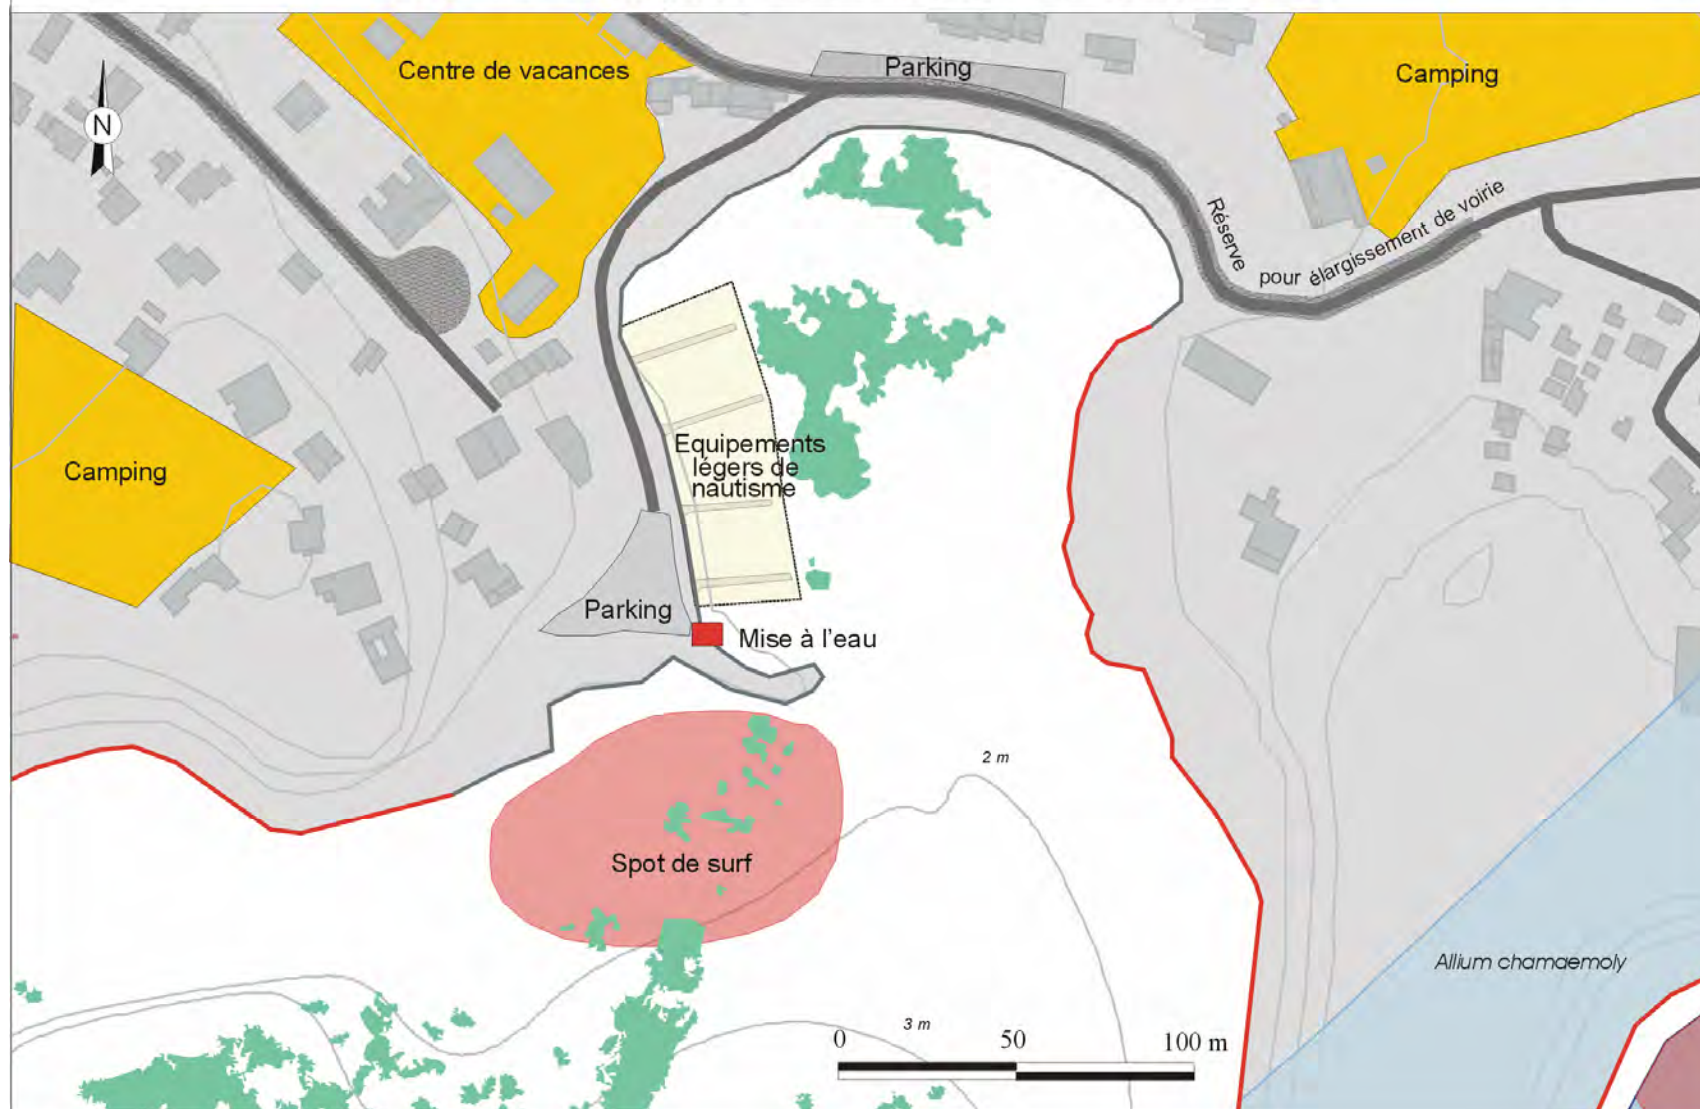 Centre de vacances
Parking
Camping
N
Réserve
pour élargissement de voirie
Camping
Equipements
légers de
nautisme
Parking
Mise à l'eau
2 m
Spot de surf
Allium chamaemoly
3 m
0 50 100 m